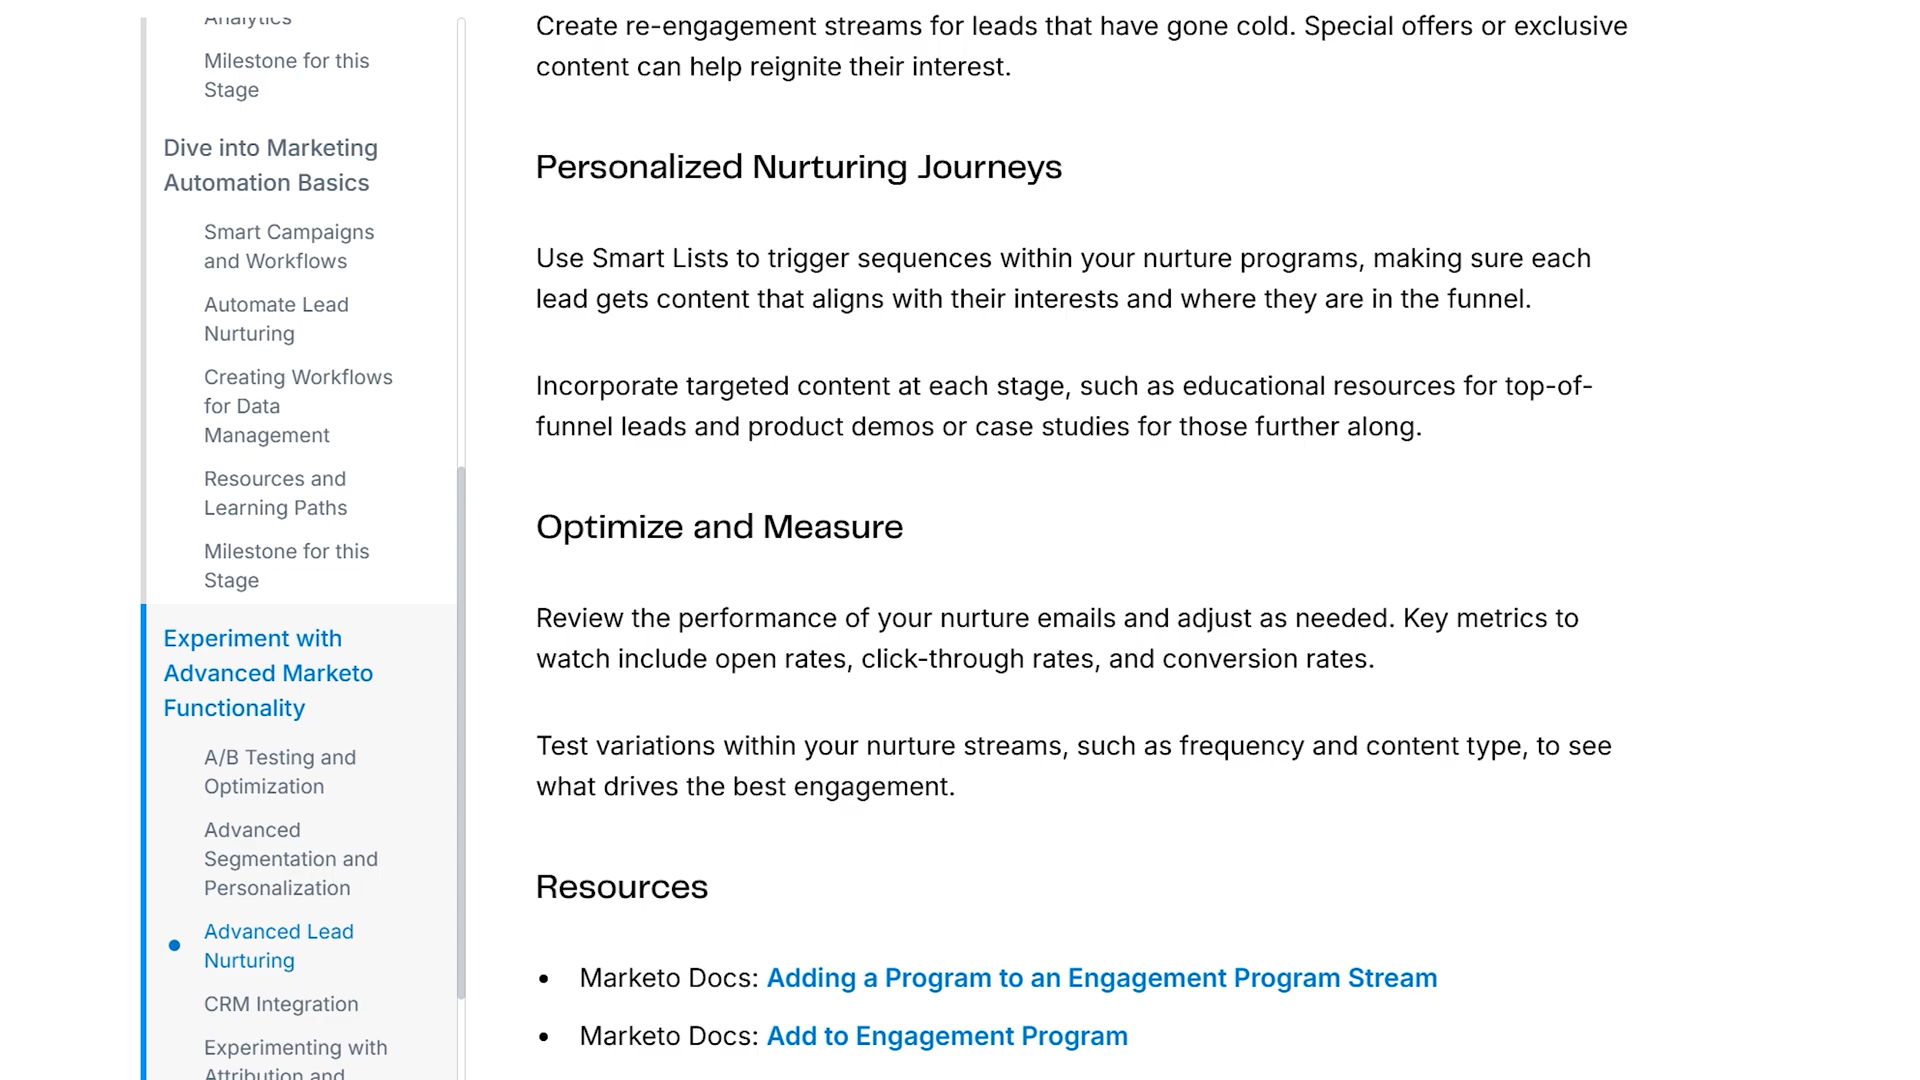 Analytics
Milestone for this
Stage
Dive into Marketing
Automation Basics
Smart Campaigns
and Workflows
Automate Lead
Nurturing
Creating Workflows
for Data
Management
Resources and
Learning Paths
Milestone for this
Stage
Experiment with
Advanced Marketo
Functionality
A/B Testing and
Optimization
Advanced
Segmentation and
Personalization
Advanced Lead
Nurturing
CRM Integration
Experimenting with
Attribution and
Create re-engagement streams for leads that have gone cold. Special offers or exclusive
content can help reignite their interest.
Personalized Nurturing Journeys
Use Smart Lists to trigger sequences within your nurture programs, making sure each
lead gets content that aligns with their interests and where they are in the funnel.
Incorporate targeted content at each stage, such as educational resources for top-of-
funnel leads and product demos or case studies for those further along.
Optimize and Measure
Review the performance of your nurture emails and adjust as needed. Key metrics to
watch include open rates, click-through rates, and conversion rates.
Test variations within your nurture streams, such as frequency and content type, to see
what drives the best engagement.
Resources
• Marketo Docs: Adding a Program to an Engagement Program Stream
• Marketo Docs: Add to Engagement Program